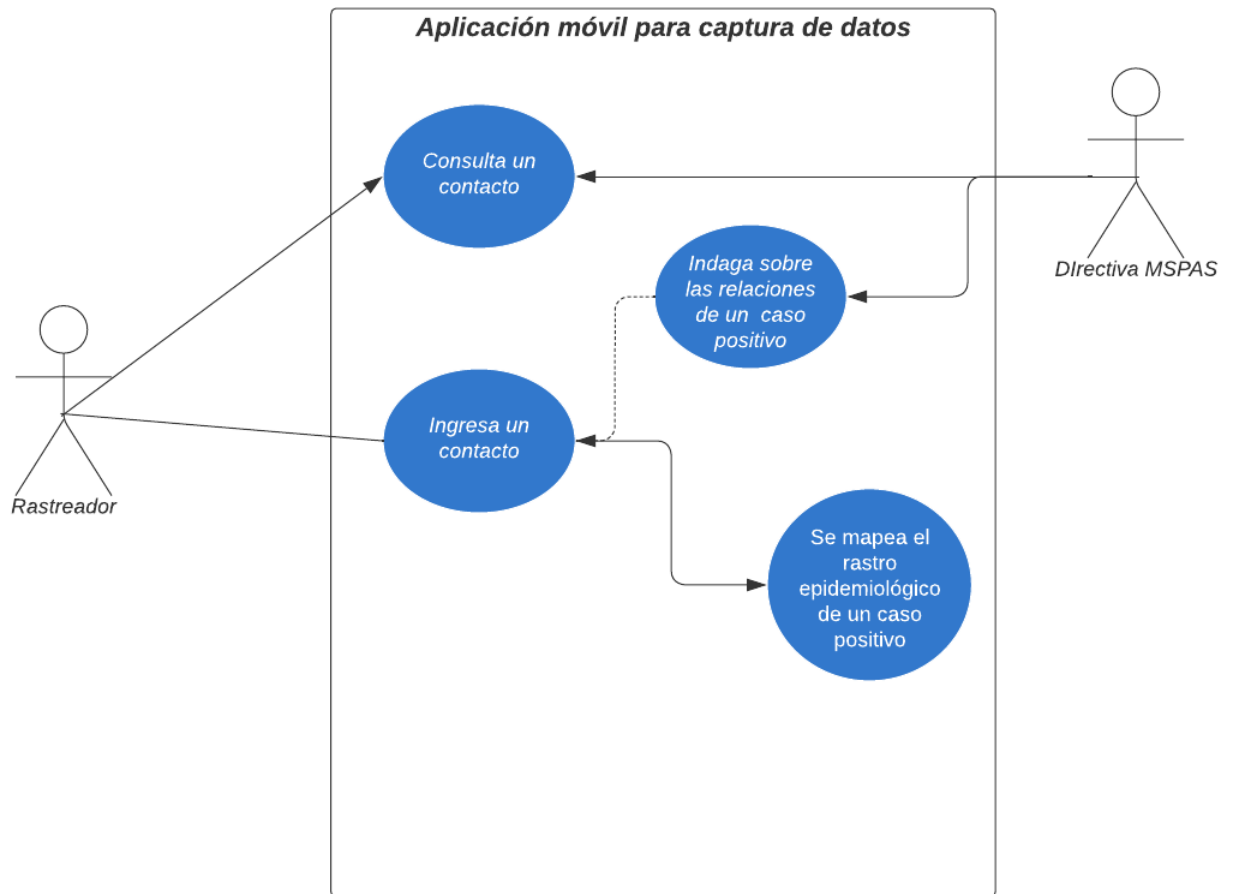 Aplicación móvil para captura de datos
Consulta un
contacto
Indaga sobre
las relaciones
de un caso
positivo
DIrectiva MSPAS
Ingresa un
contacto
Rastreador
Se mapea el
rastro
epidemiológico
de un caso
positivo